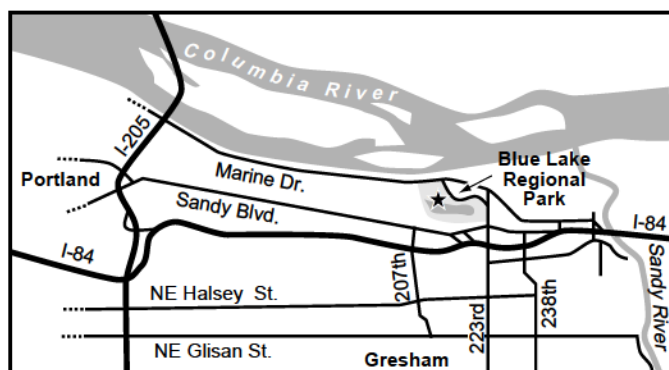 Columbia River
I-205
Blue Lake
Regional
Park
Portland
Marine Dr.
Sandy Blvd.
I-84
I-84
Sandy River
207th
NE Halsey St.
223rd
238th
NE Glisan St.
Gresham